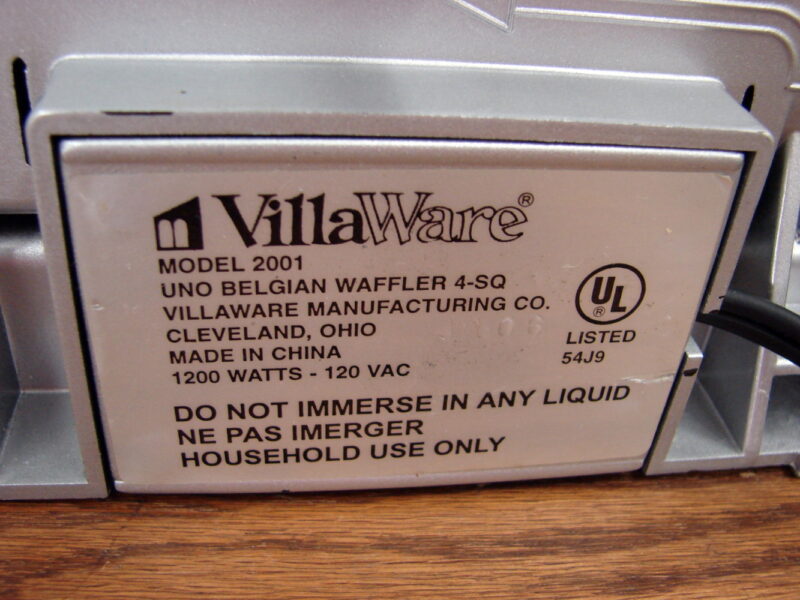 VillaWare®
MODEL 2001
UNO BELGIAN WAFFLER 4-SQ
VILLAWARE MANUFACTURING CO.
CLEVELAND, OHIO
MADE IN CHINA
1200 WATTS - 120 VAC
UL®
LISTED
54J9
DO NOT IMMERSE IN ANY LIQUID
NE PAS IMERGER
HOUSEHOLD USE ONLY